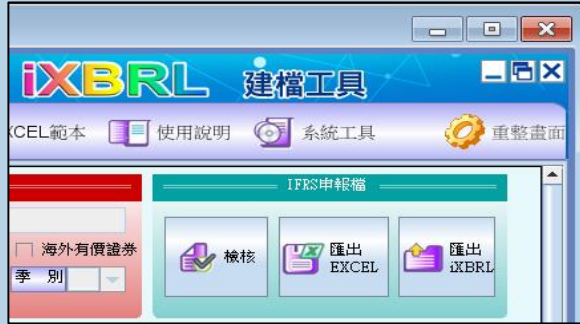 iXBRL 建檔工具
XCEL範本 使用說明 系統工具 重整畫面
IFRS申報檔
海外有價證券
季 別
檢核
匯出
EXCEL
匯出
iXBRL